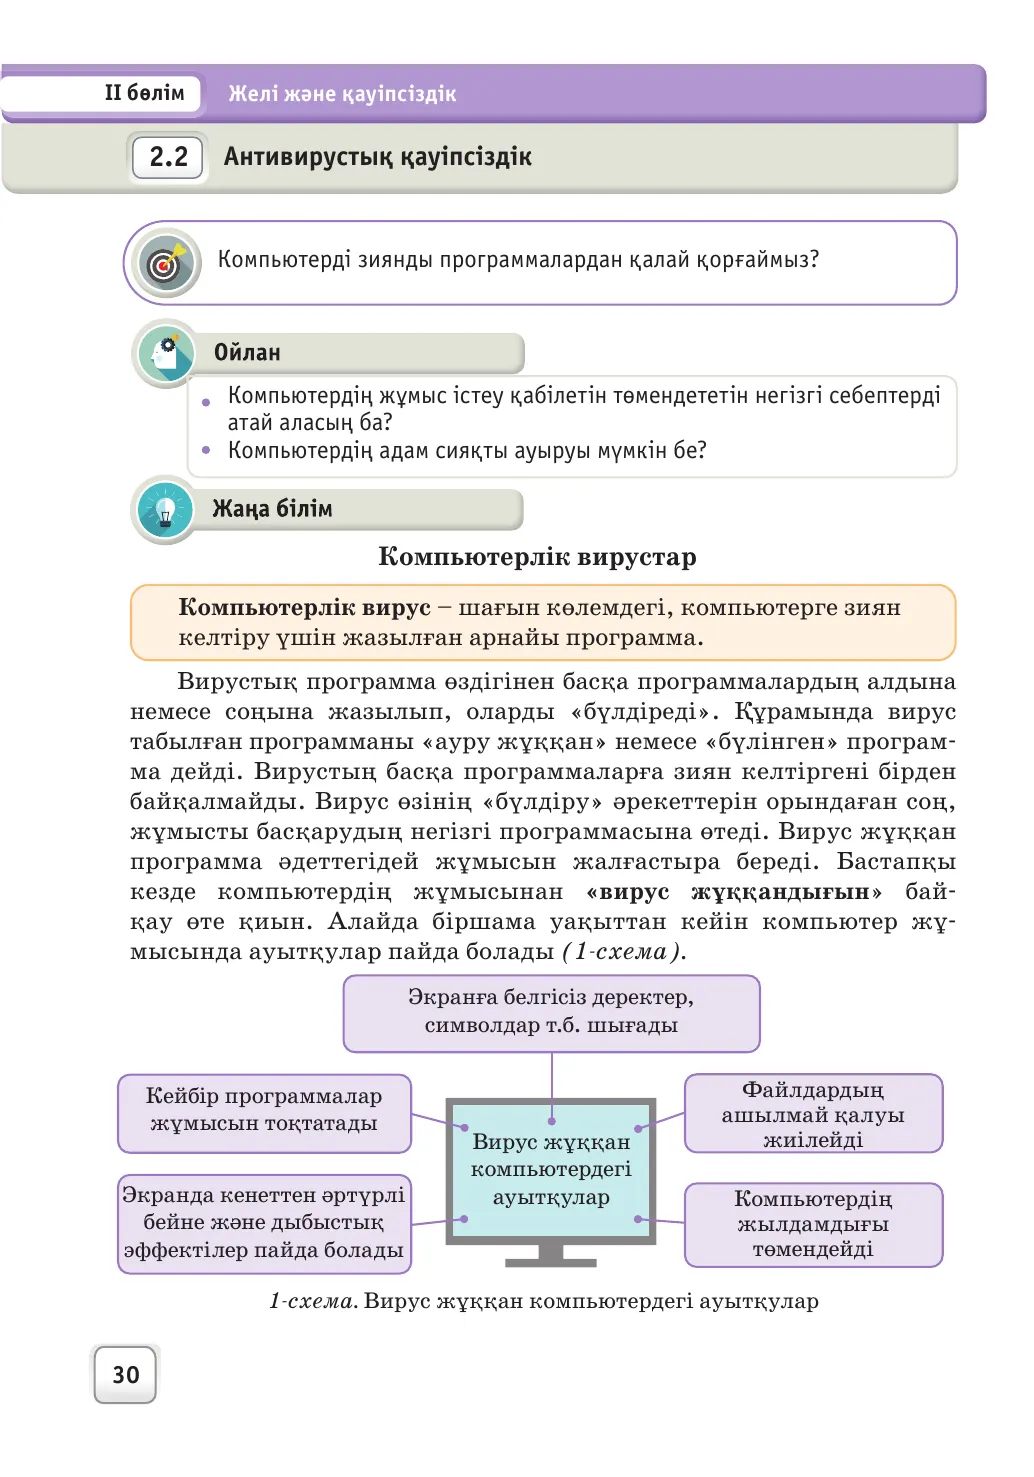 II бөлім
Желі және қауіпсіздік
2.2
Антивирустық қауіпсіздік
Компьютерді зиянды программалардан қалай қорғаймыз?
Ойлан
• Компьютердің жұмыс істеу қабілетін төмендететін негізгі себептерді
атай аласың ба?
• Компьютердің адам сияқты ауыруы мүмкін бе?
Жаңа білім
Компьютерлік вирустар
Компьютерлік вирус – шағын көлемдегі, компьютерге зиян
келтіру үшін жазылған арнайы программа.
Вирустық программа өздігінен басқа программалардың алдына
немесе соңына жазылып, оларды «бүлдіреді». Құрамында вирус
табылған программаны «ауру жұққан» немесе «бүлінген» програм-
ма дейді. Вирустың басқа программаларға зиян келтіргені бірден
байқалмайды. Вирус өзінің «бүлдіру» әрекеттерін орындаған соң,
жұмысты басқарудың негізгі программасына өтеді. Вирус жұққан
программа әдеттегідей жұмысын жалғастыра береді. Бастапқы
кезде компьютердің жұмысынан «вирус жұққандығын» бай-
қау өте қиын. Алайда біршама уақыттан кейін компьютер жұ-
мысында ауытқулар пайда болады (1-схема).
Экранға белгісіз деректер,
символдар т.б. шығады
Кейбір программалар
жұмысын тоқтатады
Файлдардың
ашылмай қалуы
жиілейді
Вирус жұққан
компьютердегі
ауытқулар
Экранда кенеттен әртүрлі
бейне және дыбыстық
эффектілер пайда болады
Компьютердің
жылдамдығы
төмендейді
1-схема. Вирус жұққан компьютердегі ауытқулар
30